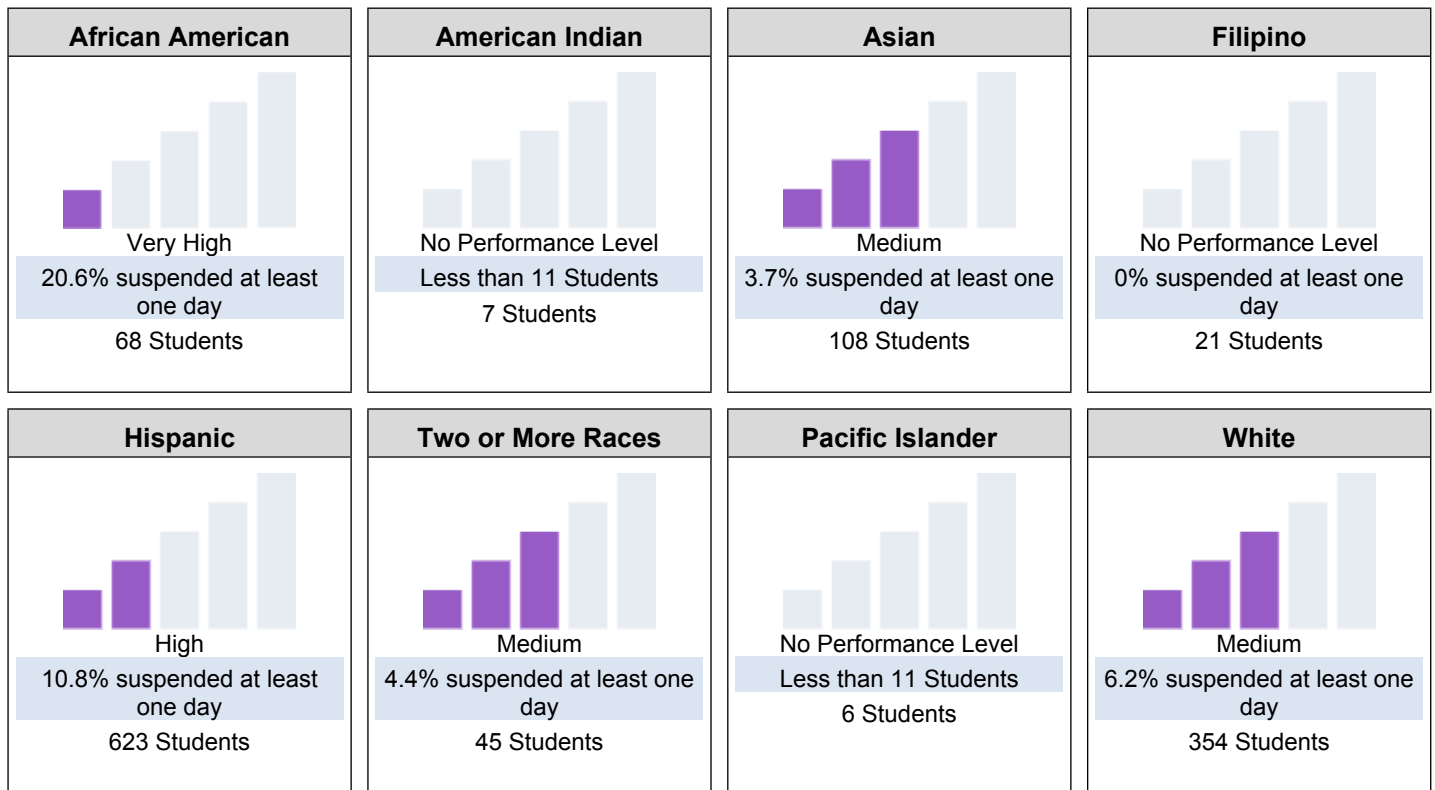 African American
Very High
20.6% suspended at least
one day
68 Students
American Indian
No Performance Level
Less than 11 Students
7 Students
Asian
Medium
3.7% suspended at least one
day
108 Students
Filipino
No Performance Level
0% suspended at least one
day
21 Students
Hispanic
High
10.8% suspended at least
one day
623 Students
Two or More Races
Medium
4.4% suspended at least one
day
45 Students
Pacific Islander
No Performance Level
Less than 11 Students
6 Students
White
Medium
6.2% suspended at least one
day
354 Students